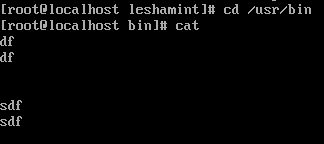 [root@localhost leshamint]# cd /usr/bin
[root@localhost bin]# cat
df
df
sdf
sdf